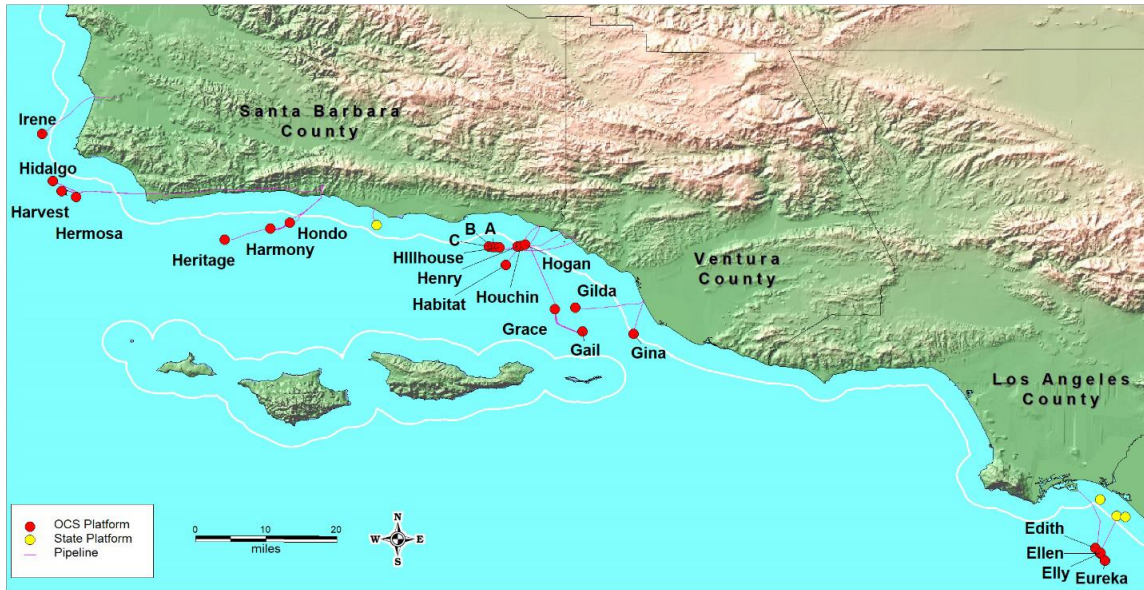 Santa Barbara
County
Irene
Hidalgo
Harvest
Hermosa
Heritage
Harmony
Hondo
B A
C
HIllhouse
Henry
Habitat
Houchin
Hogan
Gilda
Grace
Gail
Gina
Ventura
County
Los Angeles
County
Edith
Ellen
Elly
Eureka
OCS Platform
State Platform
Pipeline
0 10 20
miles
N
W E
S